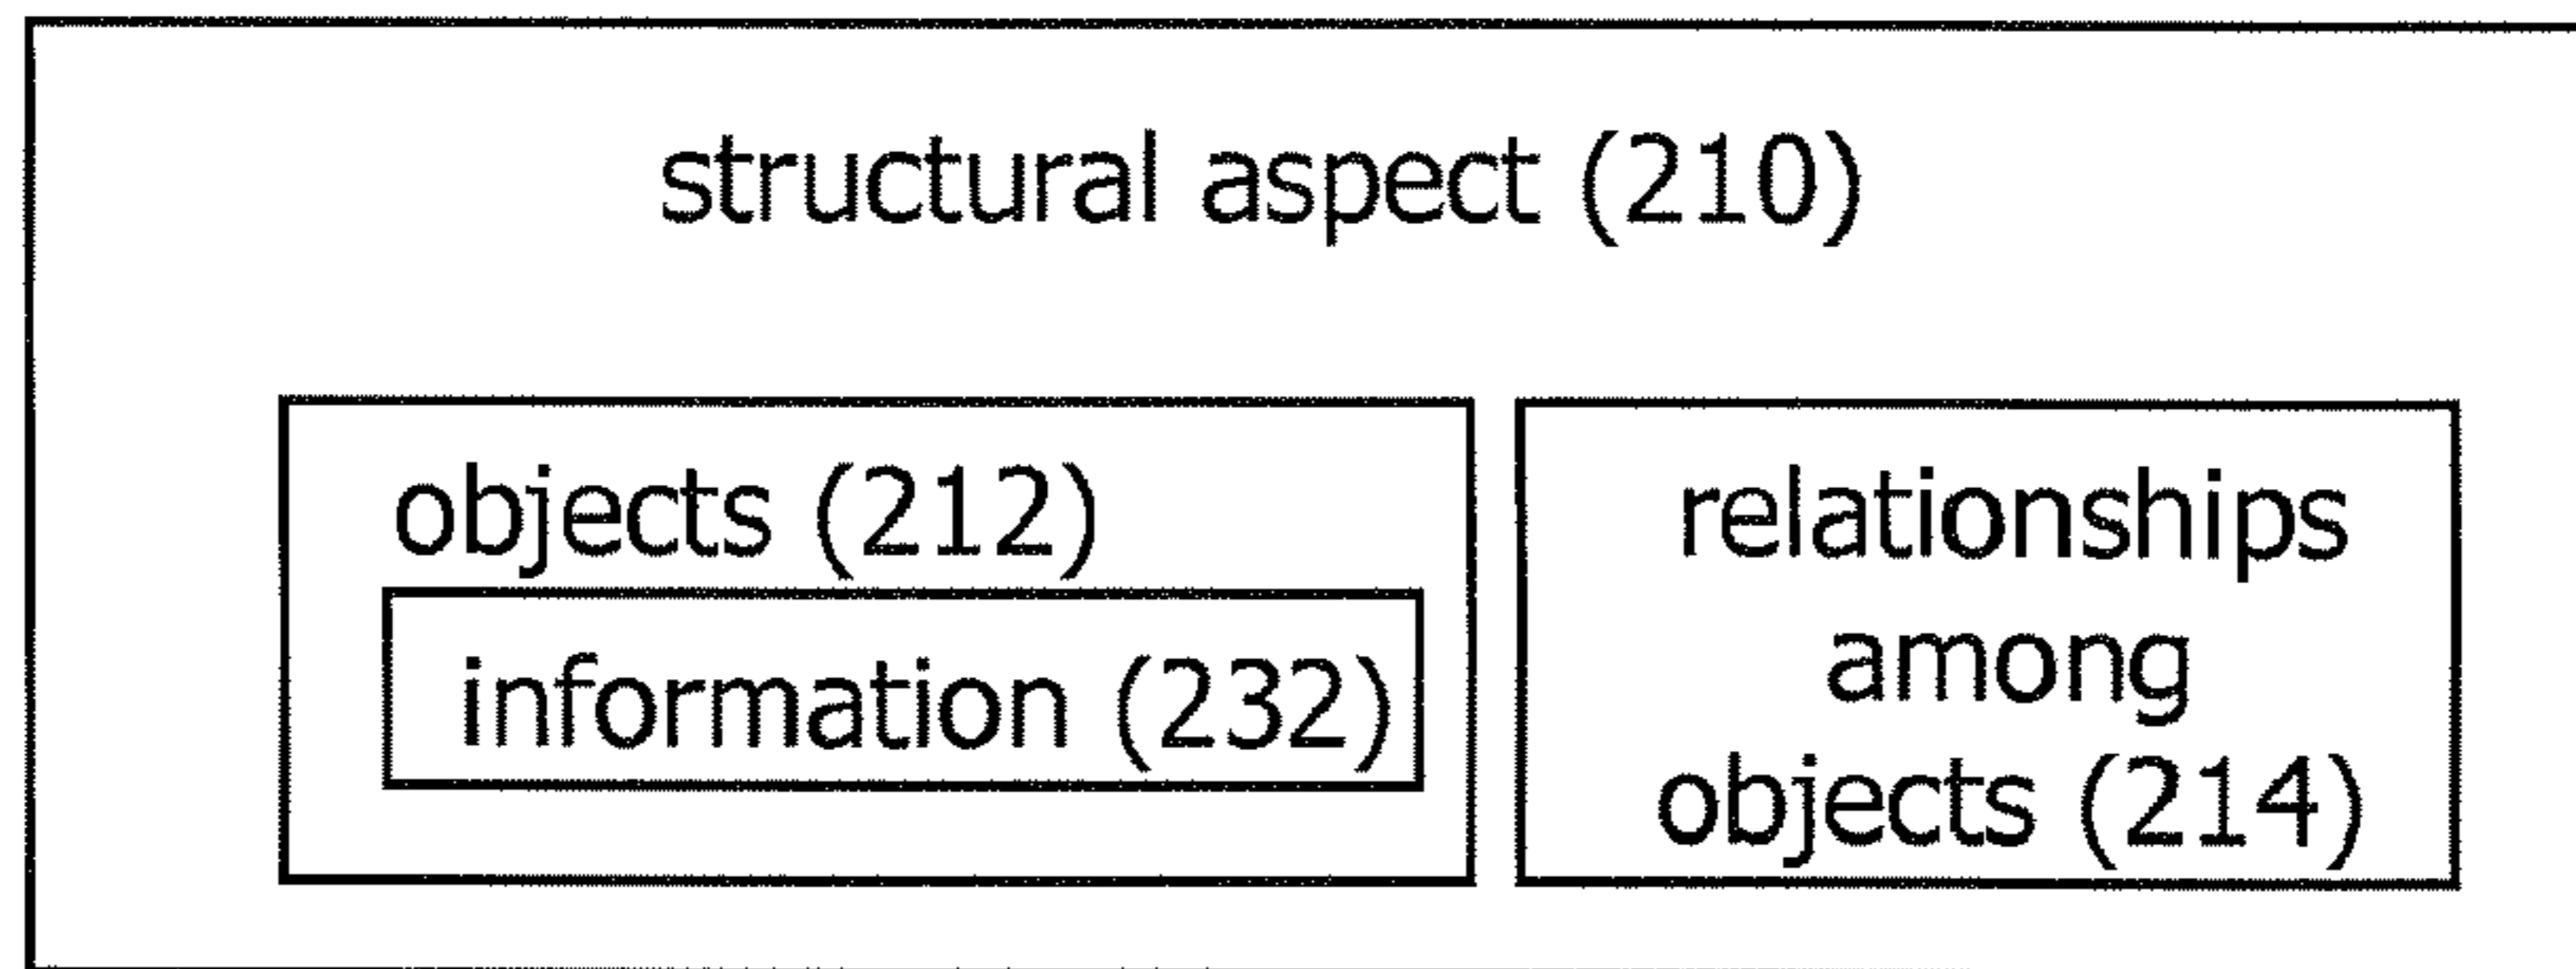 structural aspect (210)
objects (212)
information (232)
relationships
among
objects (214)